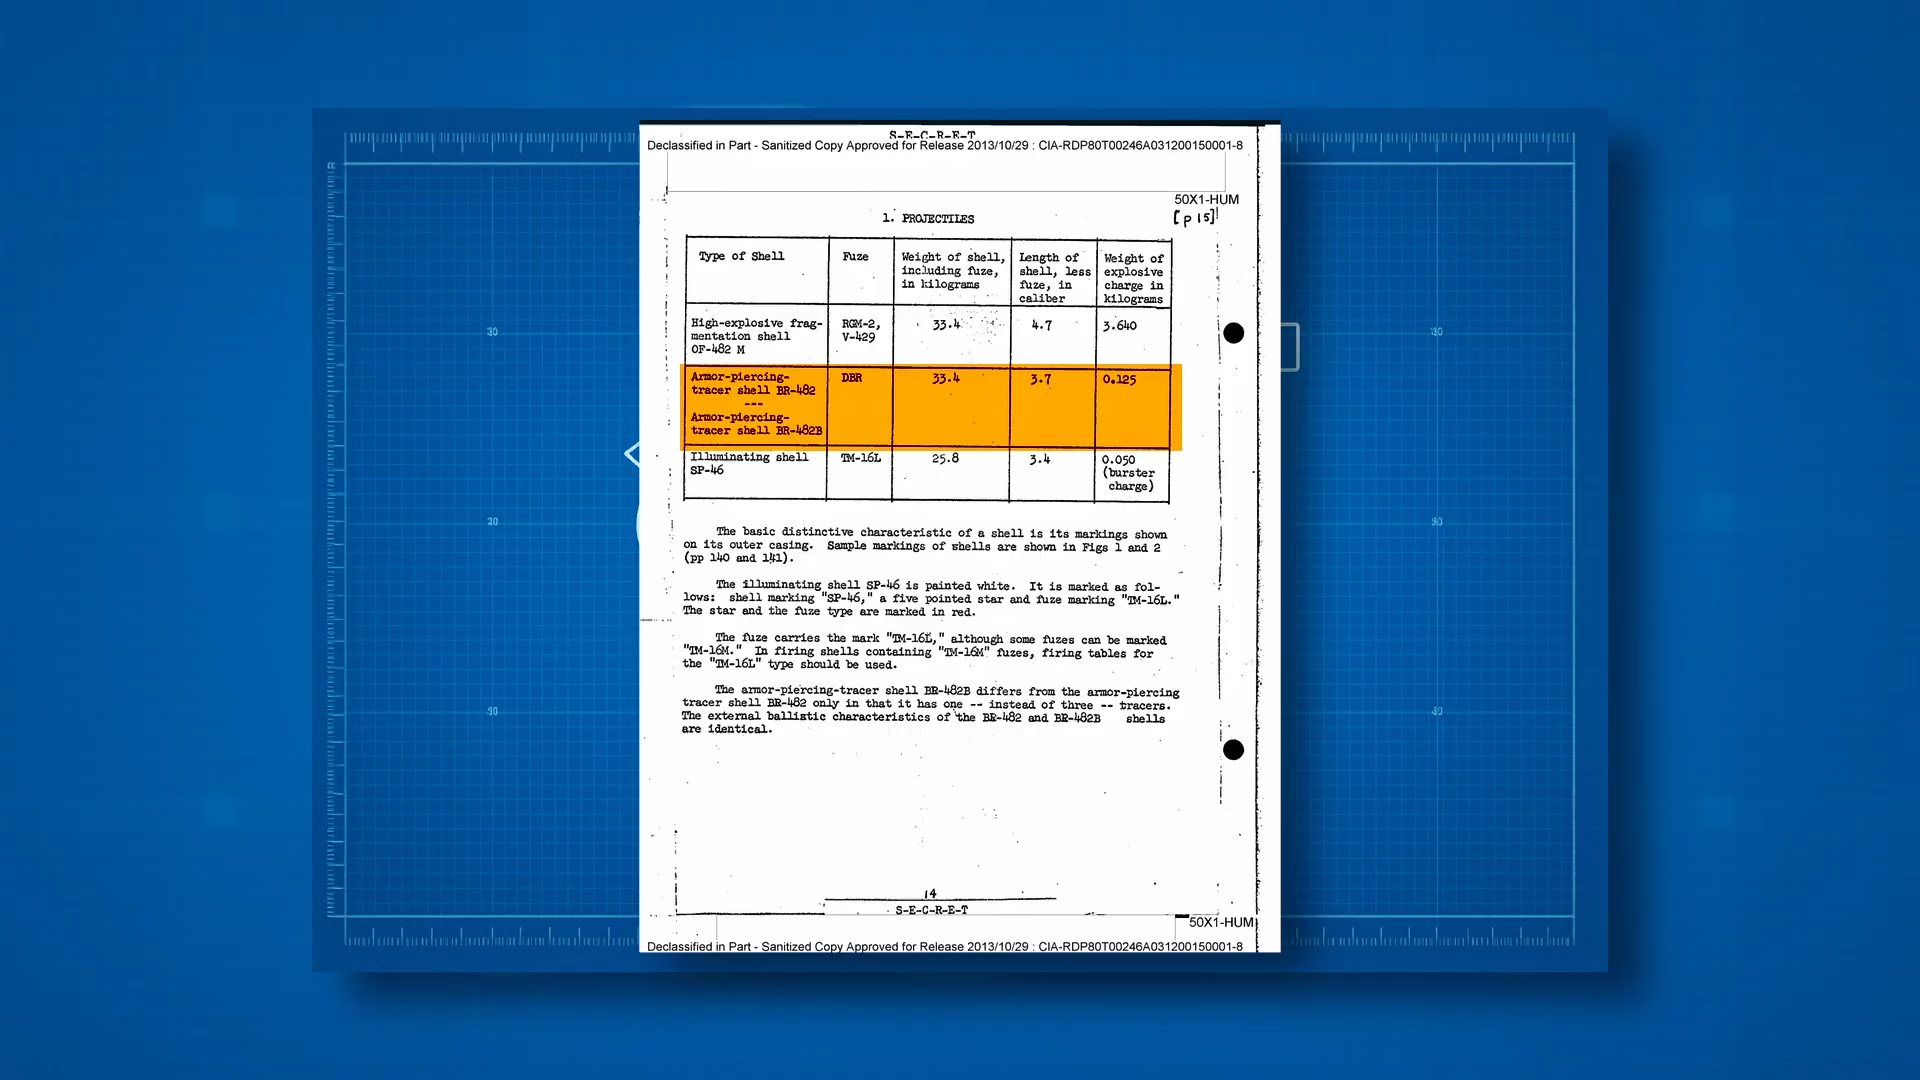 S-E-C-R-E-T
Declassified in Part - Sanitized Copy Approved for Release 2013/10/29 : CIA-RDP80T00246A031200150001-8
50X1-HUM
[p 15]
1. PROJECTILES
Type of Shell
Fuze
Weight of shell,
including fuze,
in kilograms
Length of
shell, less
fuze, in
caliber
Weight of
explosive
charge in
kilograms
High-explosive frag-
mentation shell
OF-482 M
RGM-2,
V-429
33.4
4.7
3.640
Armor-piercing-
tracer shell BR-482
---
Armor-piercing-
tracer shell BR-482B
DBR
33.4
3.7
0.125
Illuminating shell
SP-46
TM-16L
25.8
3.4
0.050
(burster
charge)
The basic distinctive characteristic of a shell is its markings shown
on its outer casing. Sample markings of shells are shown in Figs 1 and 2
(pp 140 and 141).
The illuminating shell SP-46 is painted white. It is marked as fol-
lows: shell marking "SP-46," a five pointed star and fuze marking "TM-16L."
The star and the fuze type are marked in red.
The fuze carries the mark "TM-16L," although some fuzes can be marked
"TM-16M." In firing shells containing "TM-16M" fuzes, firing tables for
the "TM-16L" type should be used.
The armor-piercing-tracer shell BR-482B differs from the armor-piercing
tracer shell BR-482 only in that it has one -- instead of three -- tracers.
The external ballistic characteristics of the BR-482 and BR-482B shells
are identical.
14
S-E-C-R-E-T
50X1-HUM
Declassified in Part - Sanitized Copy Approved for Release 2013/10/29 : CIA-RDP80T00246A031200150001-8